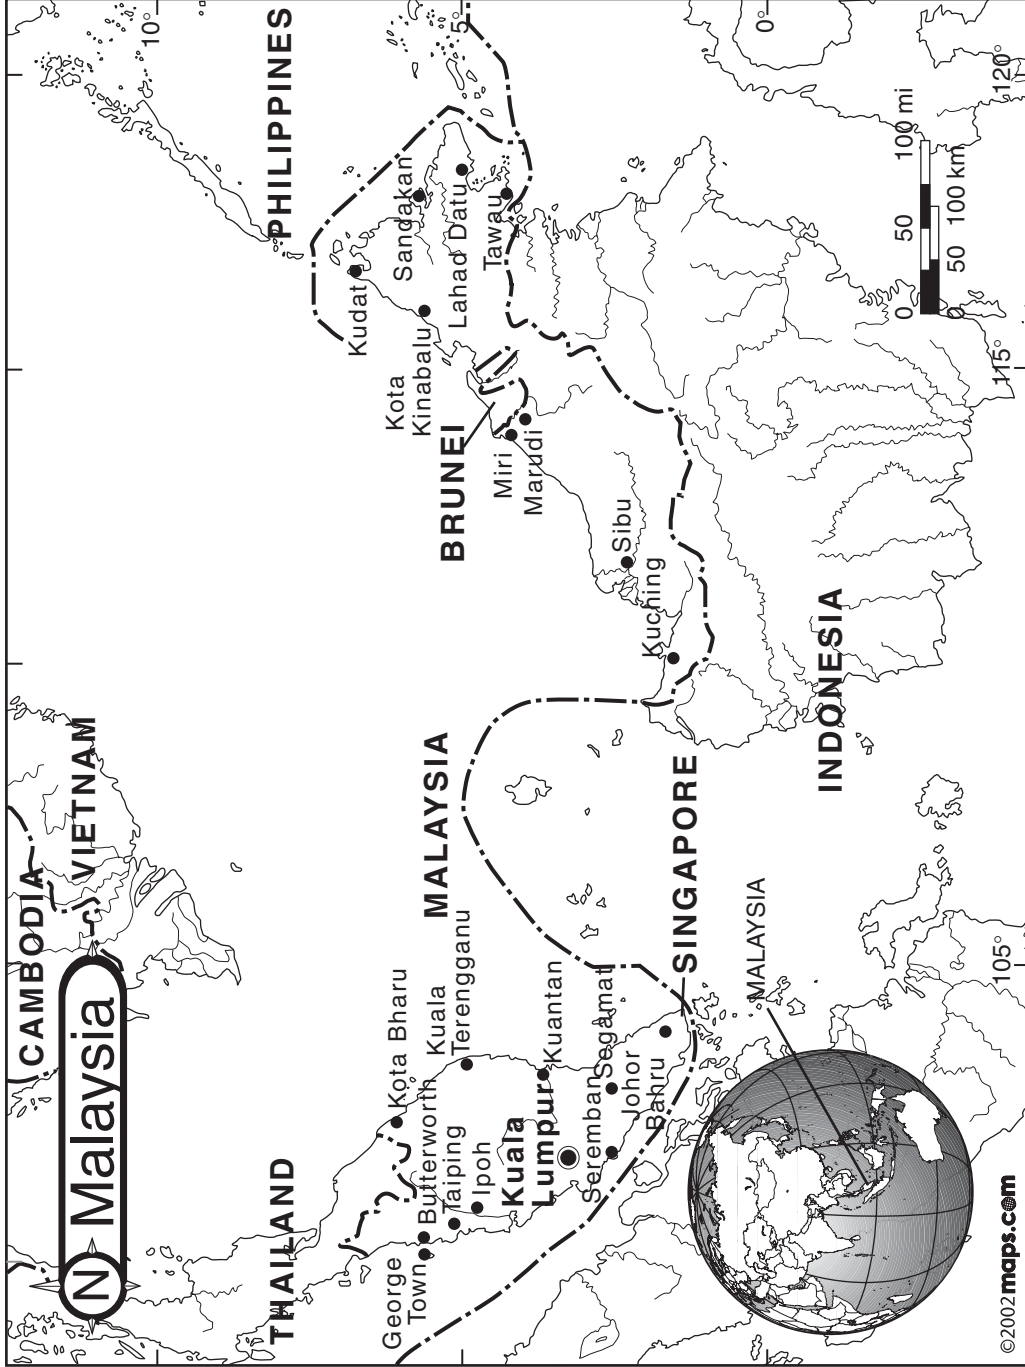 N Malaysia
CAMBODIA
VIETNAM
10°
THAILAND
PHILIPPINES
Kudat
George
Town
Butterworth
Kota Bharu
Taiping
Ipoh
Kuala
Terengganu
MALAYSIA
Kota
Kinabalu
Sandakan
Lahad Datu
Tawau
5°
BRUNEI
Miri
Marudi
Kuala
Lumpur
Kuantan
Seremban
Segamat
Johor
Bahru
SINGAPORE
Sibu
Kuching
MALAYSIA
0°
INDONESIA
0 50 100 mi
0 50 100 km
105°
115°
120°
©2002maps.com